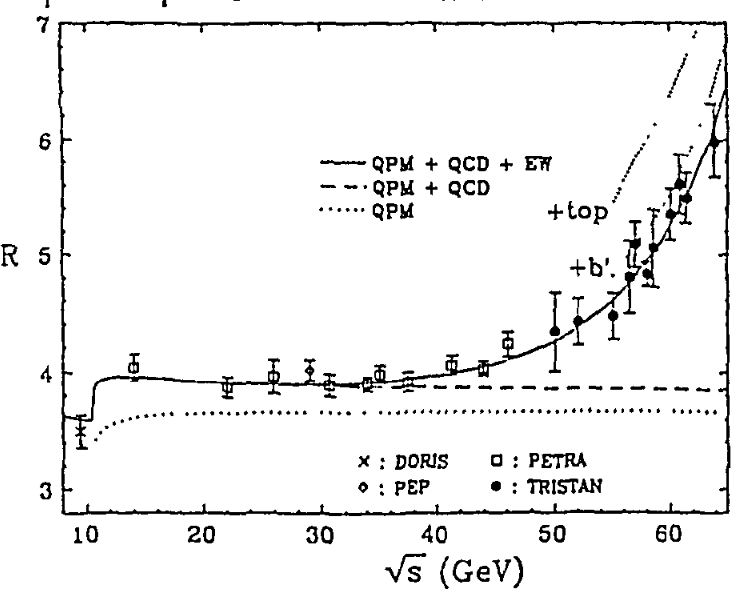 7
6
R 5
4
3
QPM + QCD + EW
QPM + QCD
QPM
+top
+b'
× : DORIS □ : PETRA
◇ : PEP ● : TRISTAN
10 20 30 40 50 60
√s (GeV)